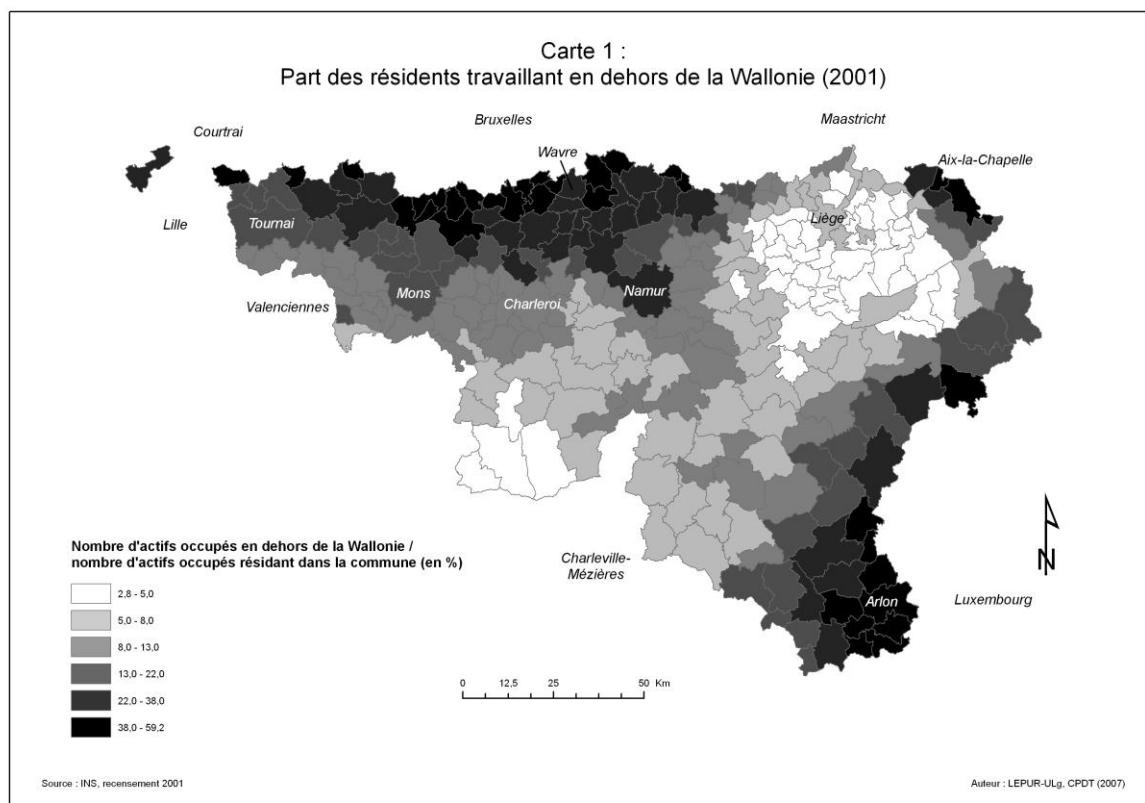 Carte 1 :
Part des résidents travaillant en dehors de la Wallonie (2001)
Courtrai
Bruxelles
Maastricht
Wavre
Aix-la-Chapelle
Lille
Tournai
Liège
Valenciennes
Mons
Charleroi
Namur
Charleville-
Mézières
Arlon
Luxembourg
N
Nombre d'actifs occupés en dehors de la Wallonie /
nombre d'actifs occupés résidant dans la commune (en %)
2,8 - 5,0
5,0 - 8,0
8,0 - 13,0
13,0 - 22,0
22,0 - 38,0
38,0 - 59,2
0 12,5 25 50 Km
Source : INS, recensement 2001
Auteur : LEPUR-ULg, CPDT (2007)